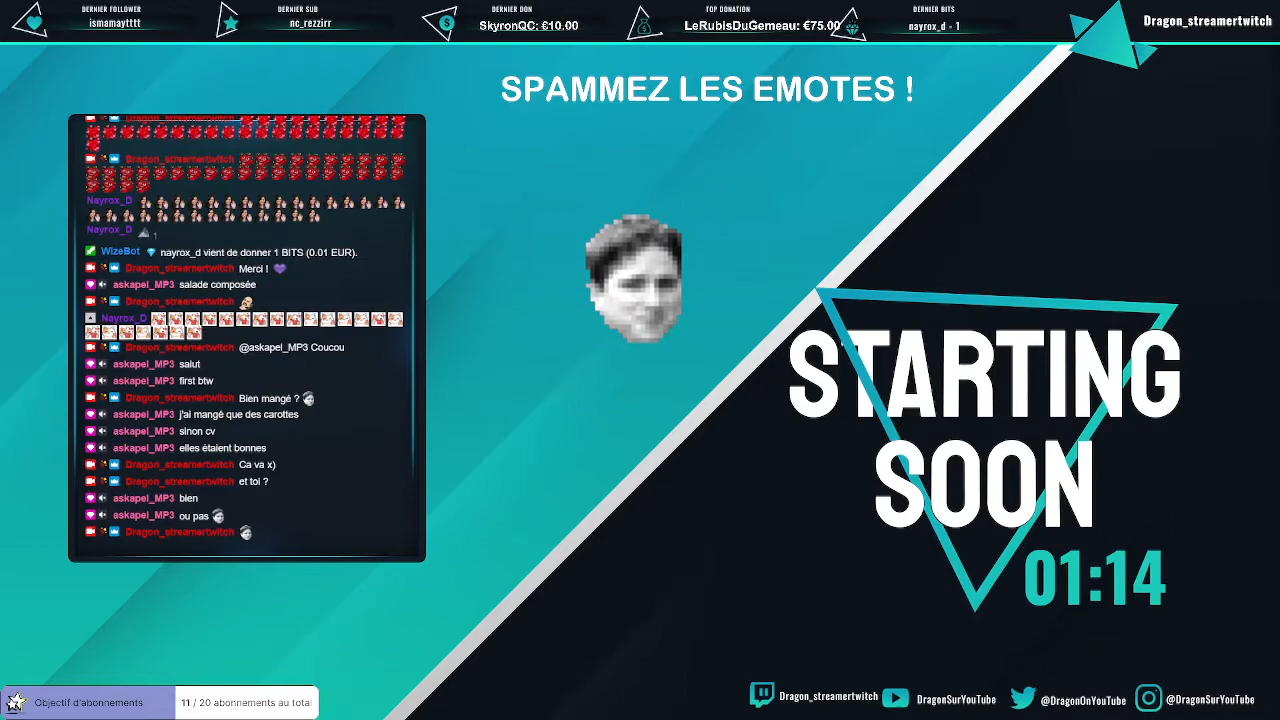 DERNIER FOLLOWER
ismamaytttt
DERNIER SUB
nc_rezzirr
DERNIER DON
SkyronQC: €10.00
TOP DONATION
LeRubisDuGemeau: €75.00
DERNIER BITS
nayrox_d - 1
Dragon_streamertwitch
SPAMMEZ LES EMOTES !
Dragon_streamertwitch
Dragon_streamertwitch
Nayrox_D
Nayrox_D 1
WizeBot nayrox_d vient de donner 1 BITS (0.01 EUR).
Dragon_streamertwitch Merci !
askapel_MP3 salade composée
Dragon_streamertwitch
Nayrox_D
Dragon_streamertwitch @askapel_MP3 Coucou
askapel_MP3 salut
askapel_MP3 first btw
Dragon_streamertwitch Bien mangé ?
askapel_MP3 j'ai mangé que des carottes
askapel_MP3 sinon cv
askapel_MP3 elles étaient bonnes
Dragon_streamertwitch Ca va x)
Dragon_streamertwitch et toi ?
askapel_MP3 bien
askapel_MP3 ou pas
Dragon_streamertwitch
STARTING
SOON
01:14
Objectif d'abonnements
11 / 20 abonnements au total
Dragon_streamertwitch
DragonSurYouTube
@DragonOnYouTube
@DragonSurYouTube